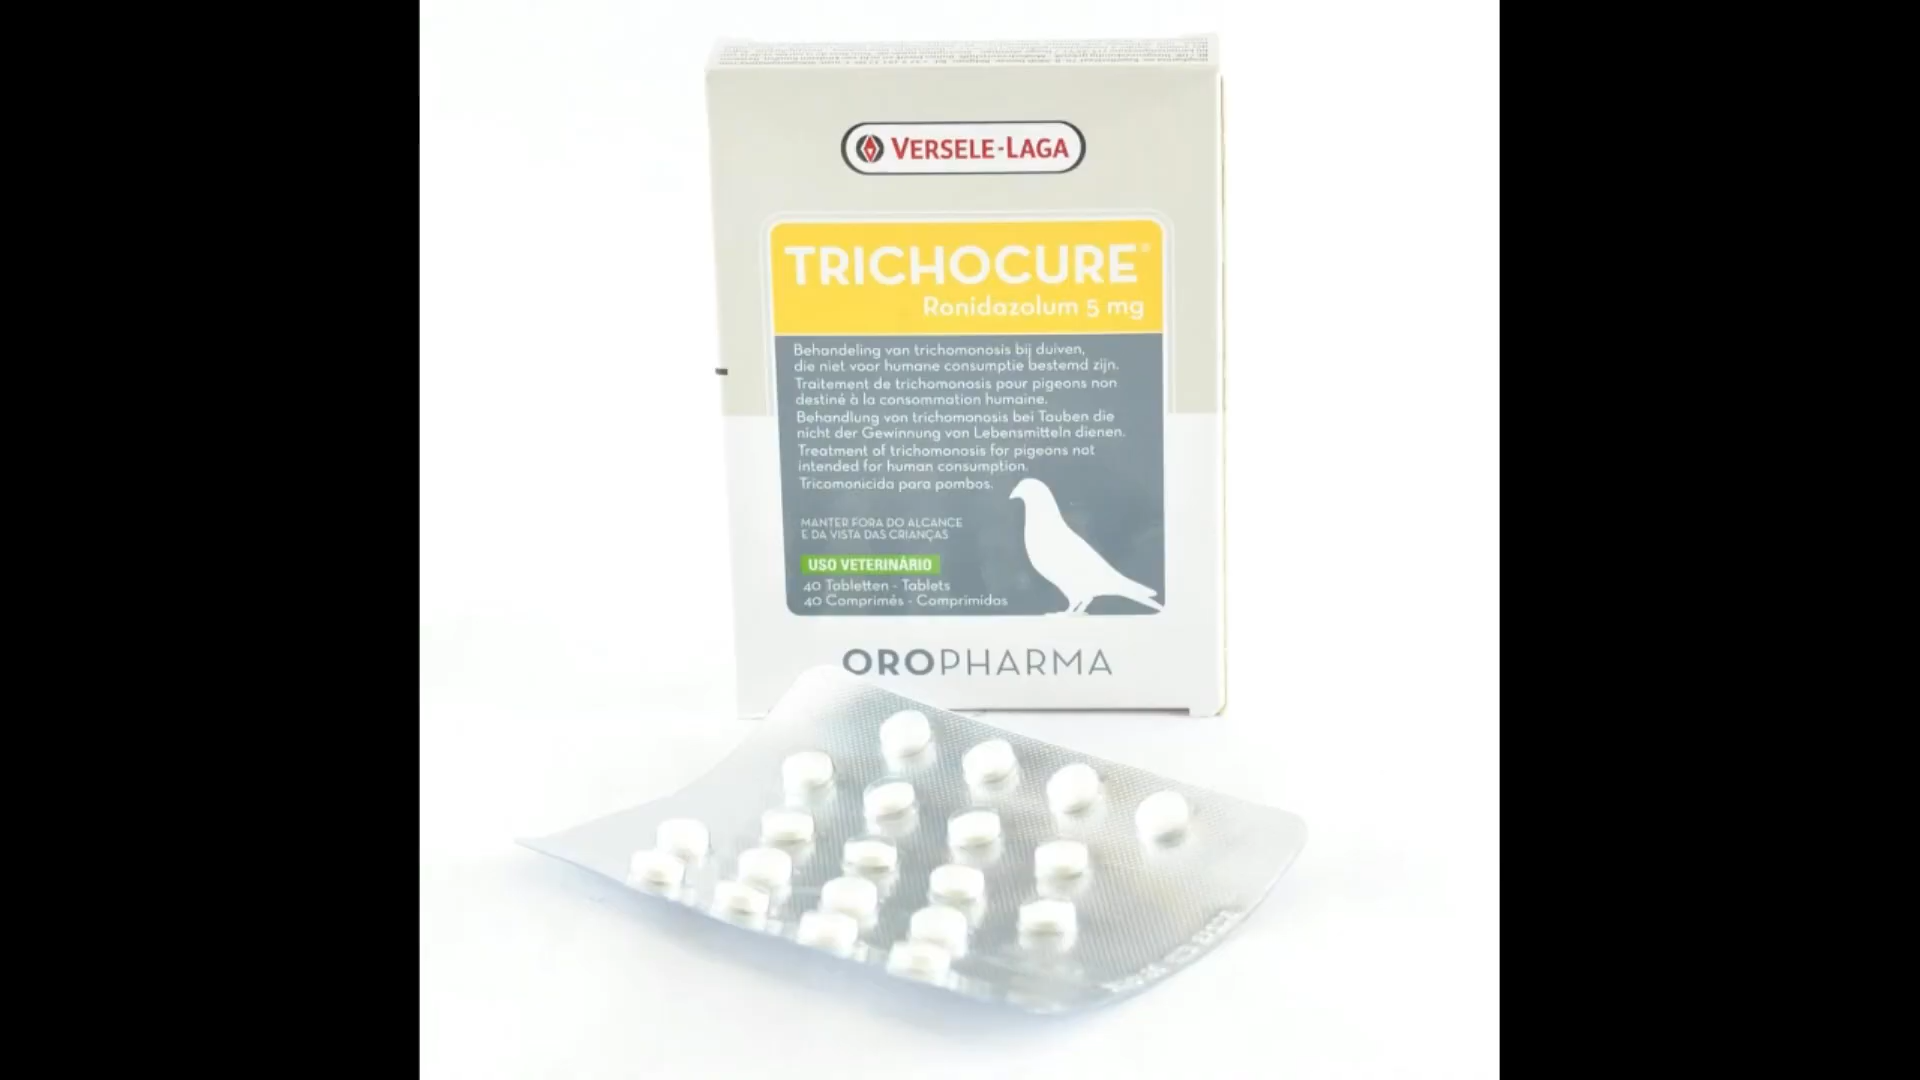 VERSELE-LAGA
TRICHOCURE®
Ronidazolum 5 mg
Behandeling van trichomonosis bij duiven,
die niet voor humane consumptie bestemd zijn.
Traitement de trichomonosis pour pigeons non
destiné à la consommation humaine.
Behandlung von trichomonosis bei Tauben die
nicht der Gewinnung von Lebensmitteln dienen.
Treatment of trichomonosis for pigeons not
intended for human consumption.
Tricomonicida para pombos.
MANTER FORA DO ALCANCE
E DA VISTA DAS CRIANÇAS
USO VETERINÁRIO
40 Tabletten - Tablets
40 Comprimés - Comprimidos
OROPHARMA